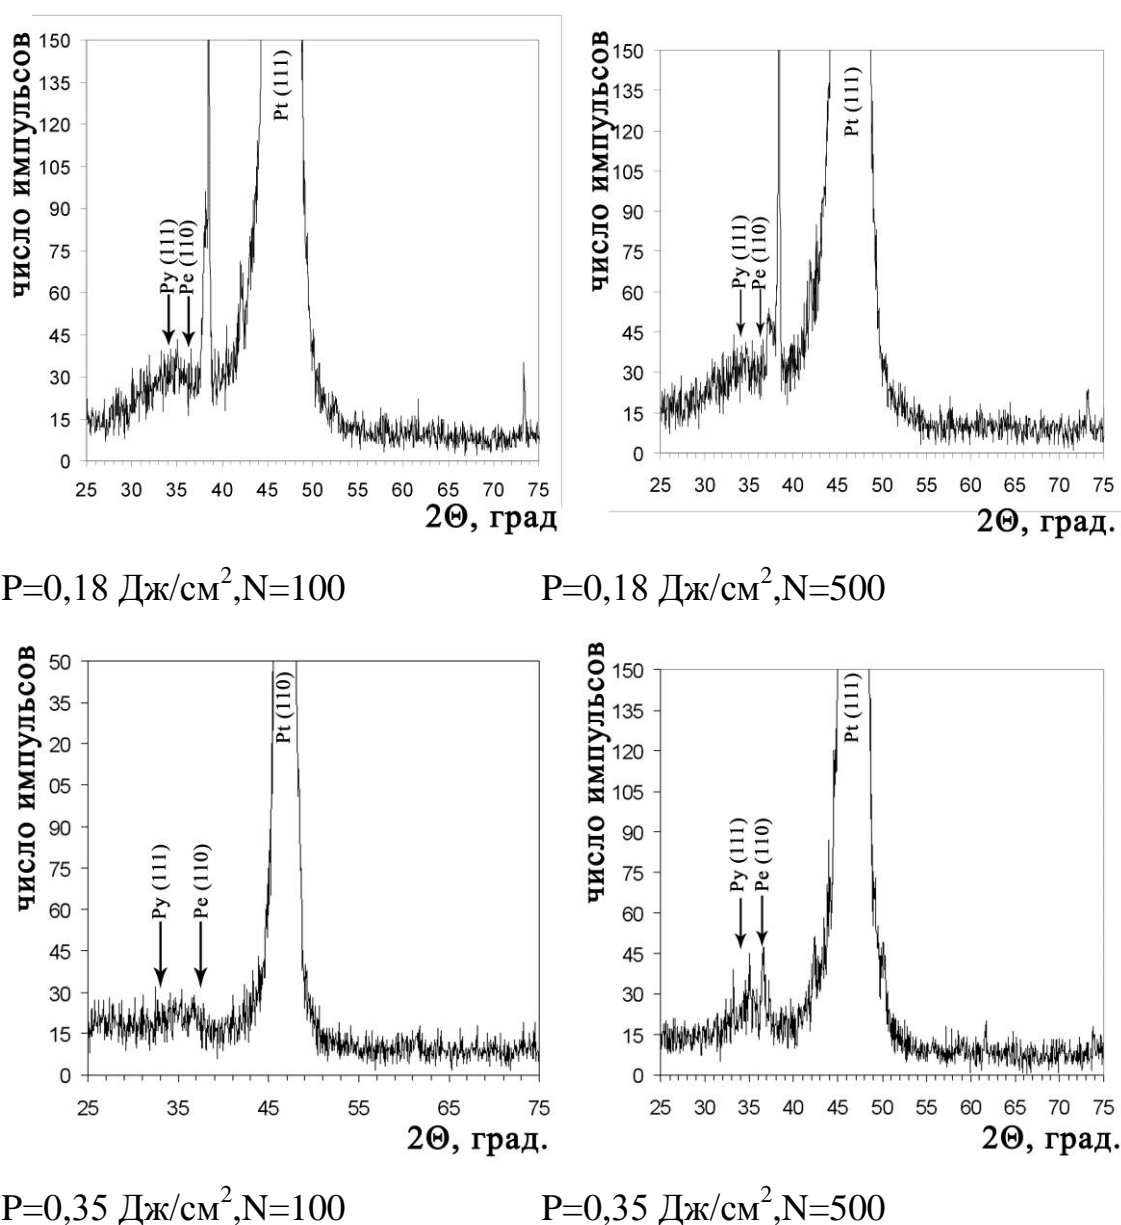 число импульсов
150
135
120
105
90
75
60
45
30
15
0
Py (111)
Pe (110)
Pt (111)
25 30 35 40 45 50 55 60 65 70 75
2Θ, град
число импульсов
150
135
120
105
90
75
60
45
30
15
0
Py (111)
Pe (110)
Pt (111)
25 30 35 40 45 50 55 60 65 70 75
2Θ, град.
P=0,18 Дж/см²,N=100 P=0,18 Дж/см²,N=500
число импульсов
50
35
20
05
90
75
60
45
30
15
0
Py (111)
Pe (110)
Pt (110)
25 35 45 55 65 75
2Θ, град.
число импульсов
150
135
120
105
90
75
60
45
30
15
0
Py (111)
Pe (110)
Pt (111)
25 30 35 40 45 50 55 60 65 70 75
2Θ, град.
P=0,35 Дж/см²,N=100 P=0,35 Дж/см²,N=500